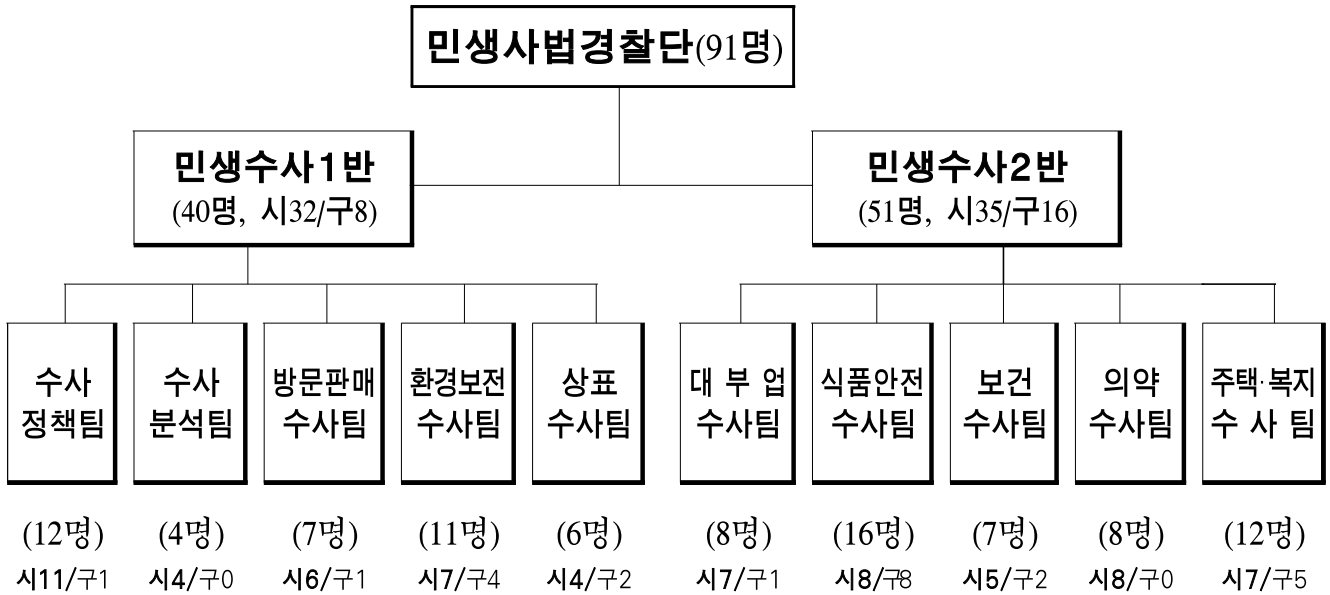 민생사법경찰단(91명)
민생수사1반
(40명, 시32/구8)
민생수사2반
(51명, 시35/구16)
수사
정책팀
수사
분석팀
방문판매
수사팀
환경보전
수사팀
상표
수사팀
대 부 업
수사팀
식품안전
수사팀
보건
수사팀
의약
수사팀
주택·복지
수 사 팀
(12명)
시11/구1
(4명)
시4/구0
(7명)
시6/구1
(11명)
시7/구4
(6명)
시4/구2
(8명)
시7/구1
(16명)
시8/구8
(7명)
시5/구2
(8명)
시8/구0
(12명)
시7/구5